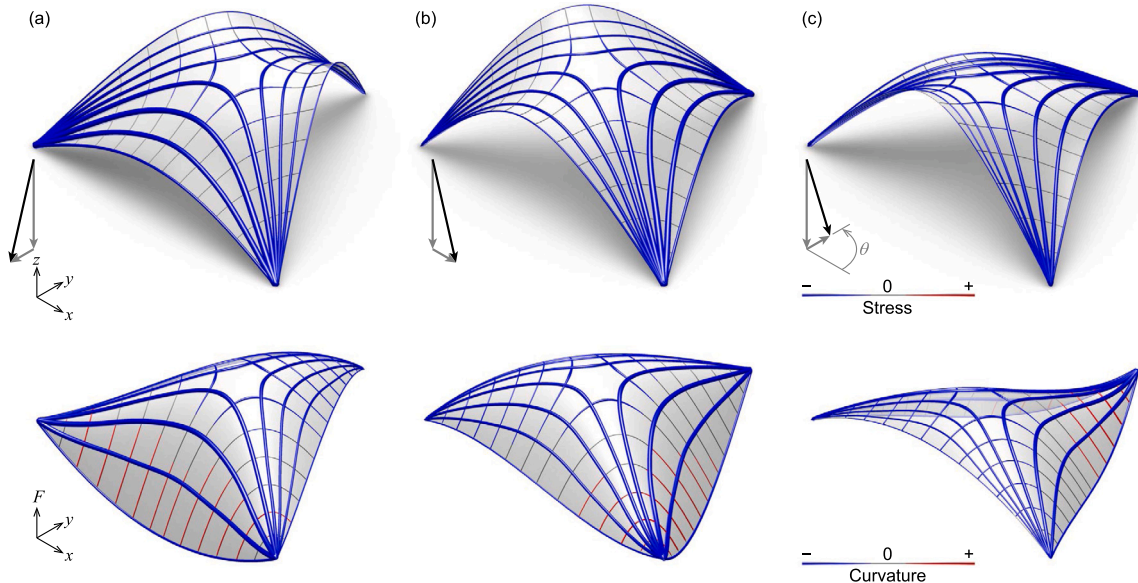 (a)
(b)
(c)
z
y
x
θ
− 0 +
Stress
F
y
x
− 0 +
Curvature